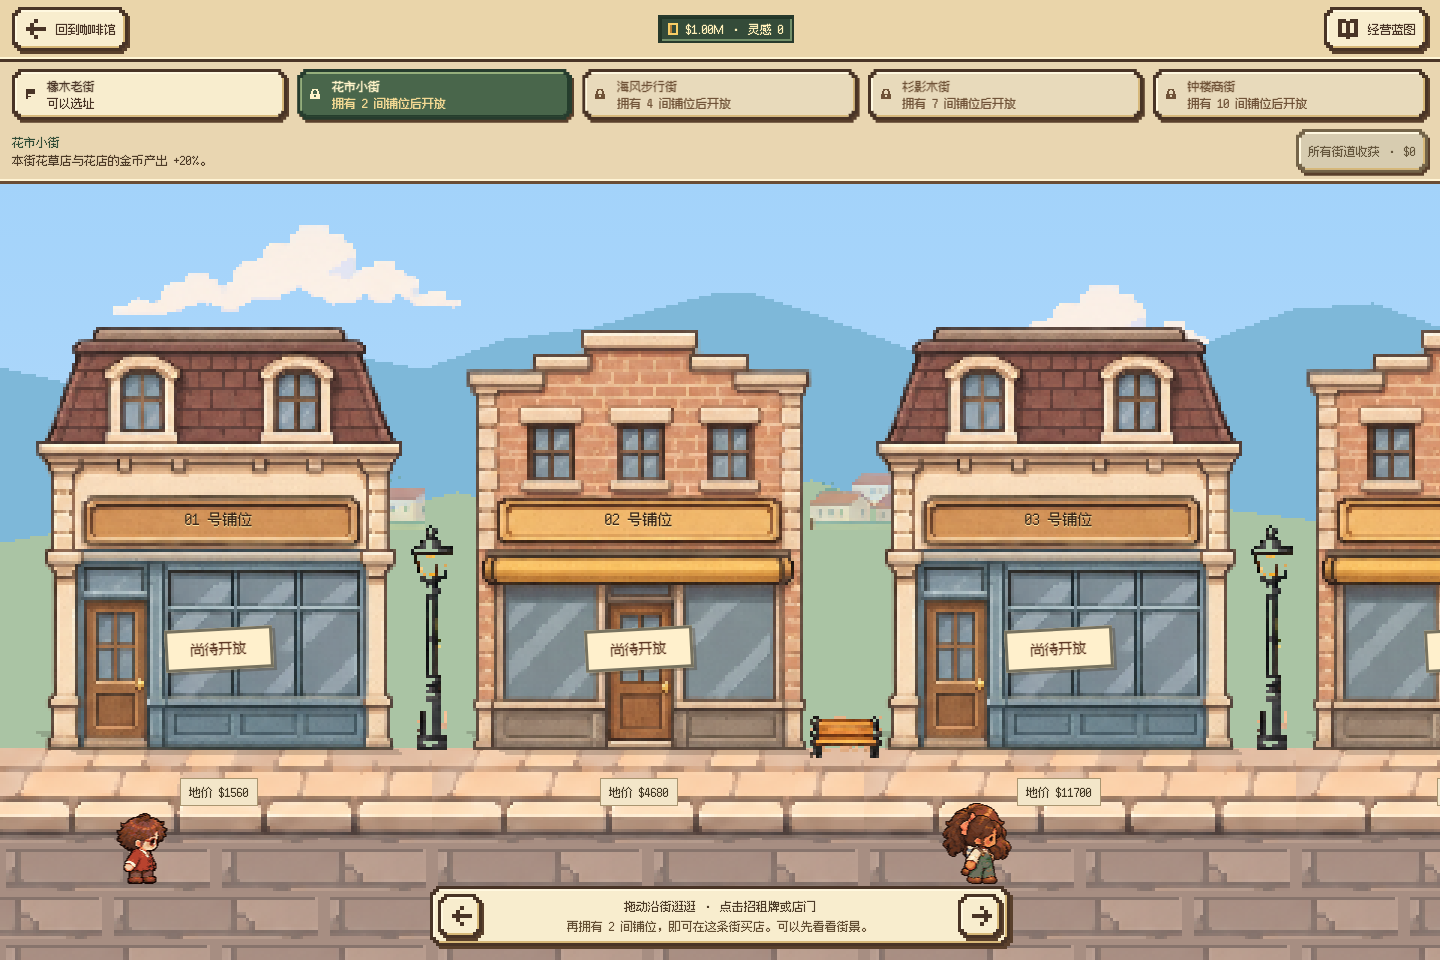 回到咖啡馆
$1.00M · 灵感 0
经营蓝图
橡木老街
可以选址
花市小街
拥有 2 间铺位后开放
海风步行街
拥有 4 间铺位后开放
杉影木街
拥有 7 间铺位后开放
钟楼商街
拥有 10 间铺位后开放
花市小街
本街花草店与花店的金币产出 +20%。
所有街道收获 · $0
01 号铺位
02 号铺位
03 号铺位
尚待开放
尚待开放
尚待开放
地价 $1560
地价 $4680
地价 $11700
拖动沿街逛逛 · 点击招租牌或店门
再拥有 2 间铺位，即可在这条街买店。可以先看看街景。